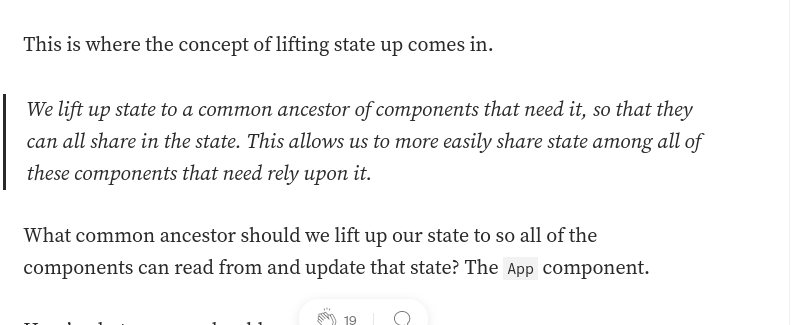 This is where the concept of lifting state up comes in.
We lift up state to a common ancestor of components that need it, so that they
can all share in the state. This allows us to more easily share state among all of
these components that need rely upon it.
What common ancestor should we lift up our state to so all of the
components can read from and update that state? The App component.
19